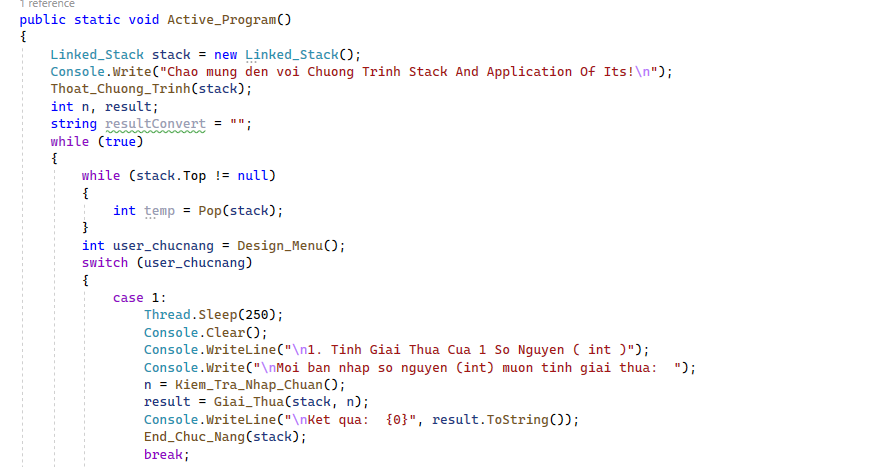 1 reference
public static void Active_Program()
{
Linked_Stack stack = new Linked_Stack();
Console.Write("Chao mung den voi Chuong Trinh Stack And Application Of Its!\n");
Thoat_Chuong_Trinh(stack);
int n, result;
string resultConvert = "";
while (true)
{
while (stack.Top != null)
{
int temp = Pop(stack);
}
int user_chucnang = Design_Menu();
switch (user_chucnang)
{
case 1:
Thread.Sleep(250);
Console.Clear();
Console.WriteLine("\n1. Tinh Giai Thua Cua 1 So Nguyen ( int )");
Console.Write("\nMoi ban nhap so nguyen (int) muon tinh giai thua:  ");
n = Kiem_Tra_Nhap_Chuan();
result = Giai_Thua(stack, n);
Console.WriteLine("\nKet qua:  {0}", result.ToString());
End_Chuc_Nang(stack);
break;